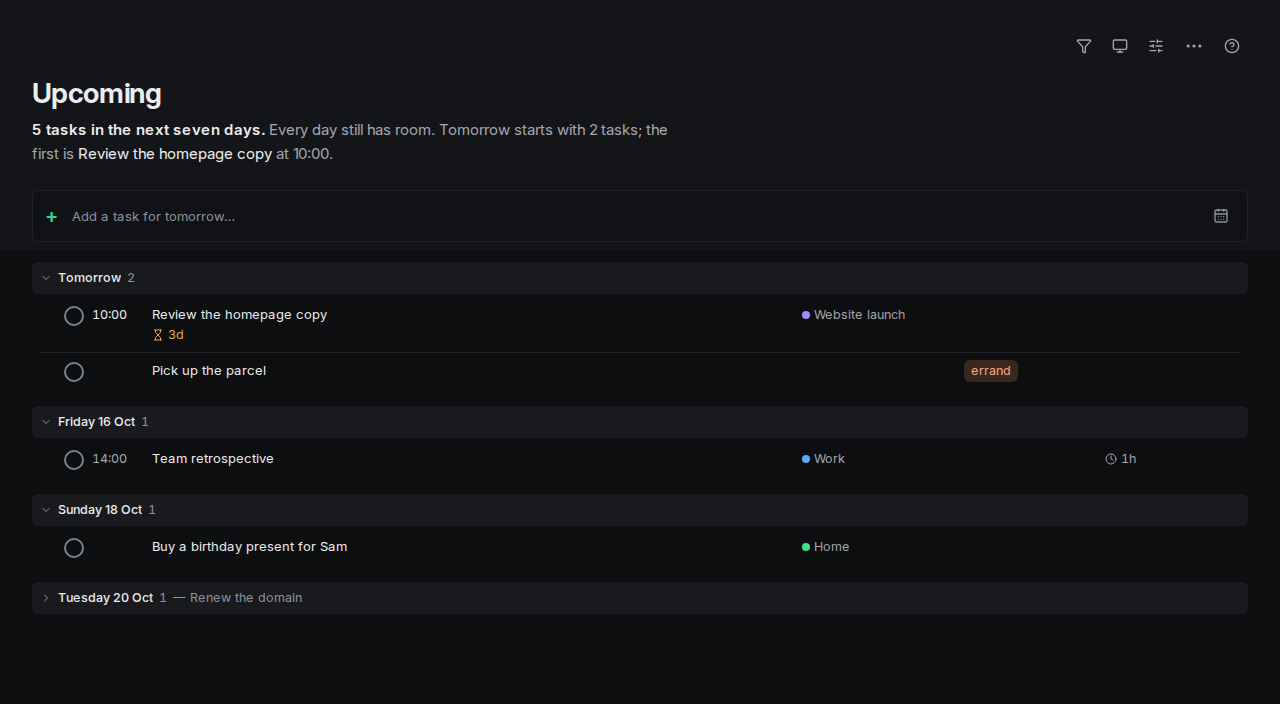 Upcoming
5 tasks in the next seven days. Every day still has room. Tomorrow starts with 2 tasks; the
first is Review the homepage copy at 10:00.
+ Add a task for tomorrow...
Tomorrow 2
10:00 Review the homepage copy Website launch
3d
Pick up the parcel errand
Friday 16 Oct 1
14:00 Team retrospective Work 1h
Sunday 18 Oct 1
Buy a birthday present for Sam Home
Tuesday 20 Oct 1 — Renew the domain